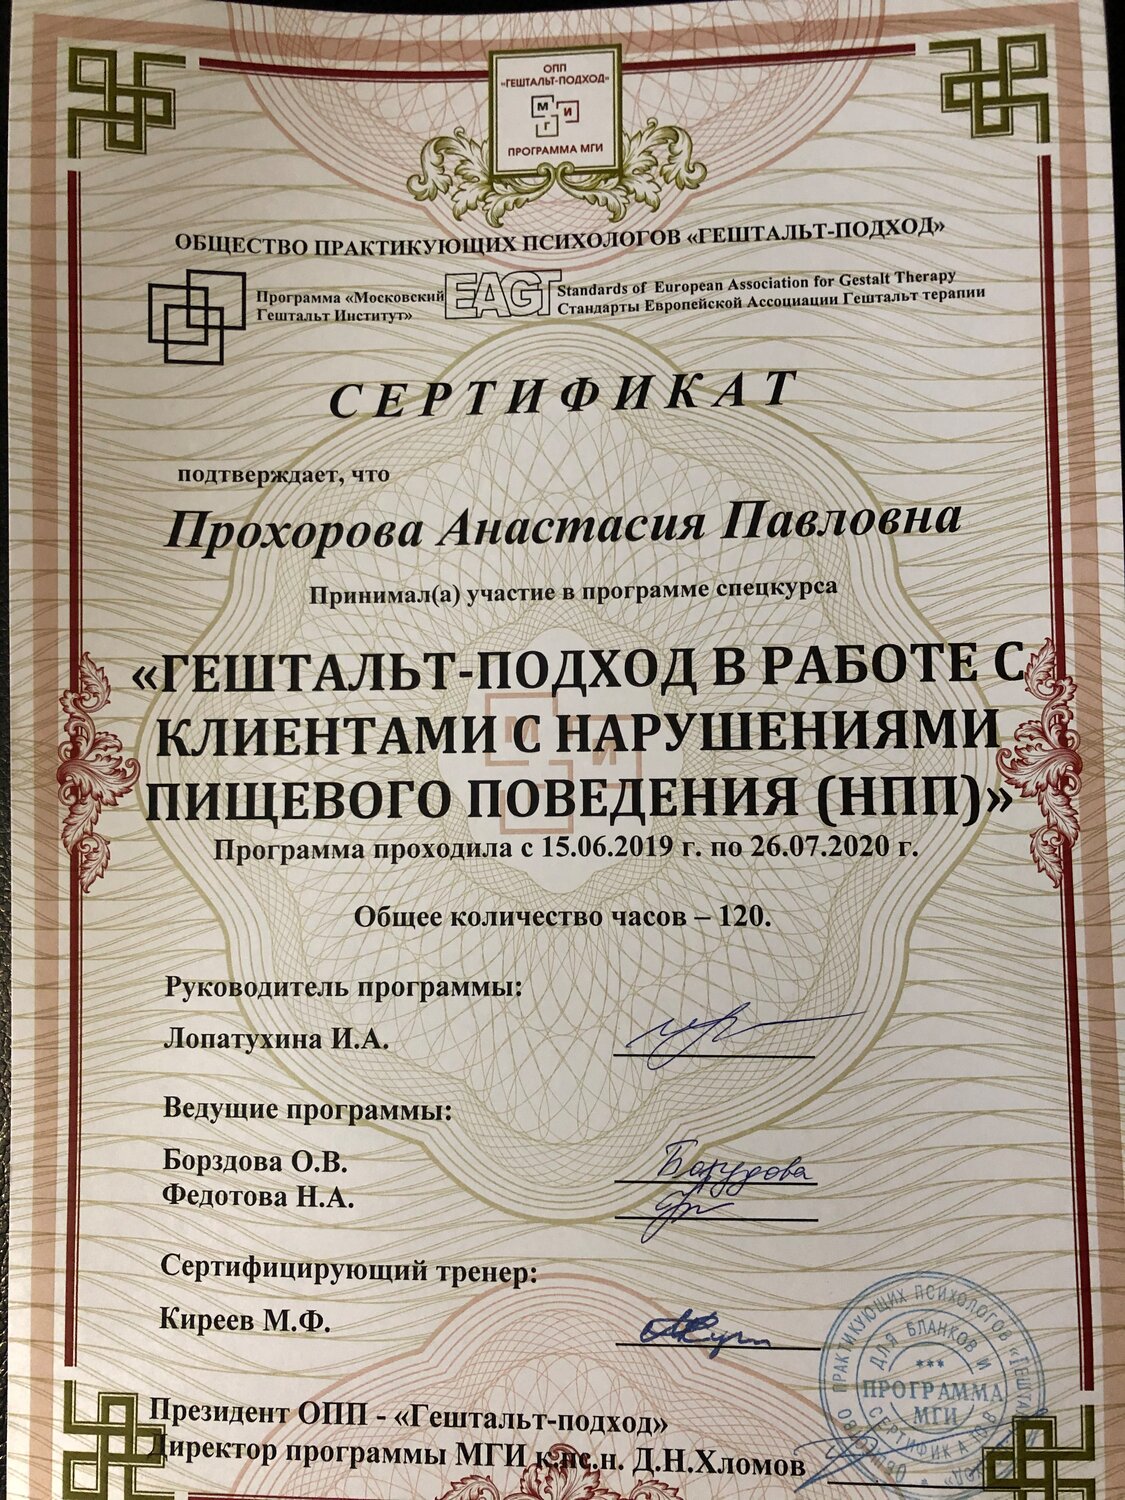 ОПП
«ГЕШТАЛЬТ-ПОДХОД»
М
И
Г
ПРОГРАММА МГИ
ОБЩЕСТВО ПРАКТИКУЮЩИХ ПСИХОЛОГОВ «ГЕШТАЛЬТ-ПОДХОД»
Программа «Московский
Гештальт Институт»
EAGT
Standards of European Association for Gestalt Therapy
Стандарты Европейской Ассоциации Гештальт терапии
СЕРТИФИКАТ
подтверждает, что
Прохорова Анастасия Павловна
Принимал(а) участие в программе спецкурса
«ГЕШТАЛЬТ-ПОДХОД В РАБОТЕ С
КЛИЕНТАМИ С НАРУШЕНИЯМИ
ПИЩЕВОГО ПОВЕДЕНИЯ (НПП)»
Программа проходила с 15.06.2019 г. по 26.07.2020 г.
Общее количество часов – 120.
Руководитель программы:
Лопатухина И.А.
Ведущие программы:
Борздова О.В.
Федотова Н.А.
Сертифицирующий тренер:
Киреев М.Ф.
Президент ОПП - «Гештальт-подход»
Директор программы МГИ к.пс.н. Д.Н.Хломов
ПРАКТИКУЮЩИХ ПСИХОЛОГОВ
ДЛЯ БЛАНКОВ И
***
ПРОГРАММА
МГИ